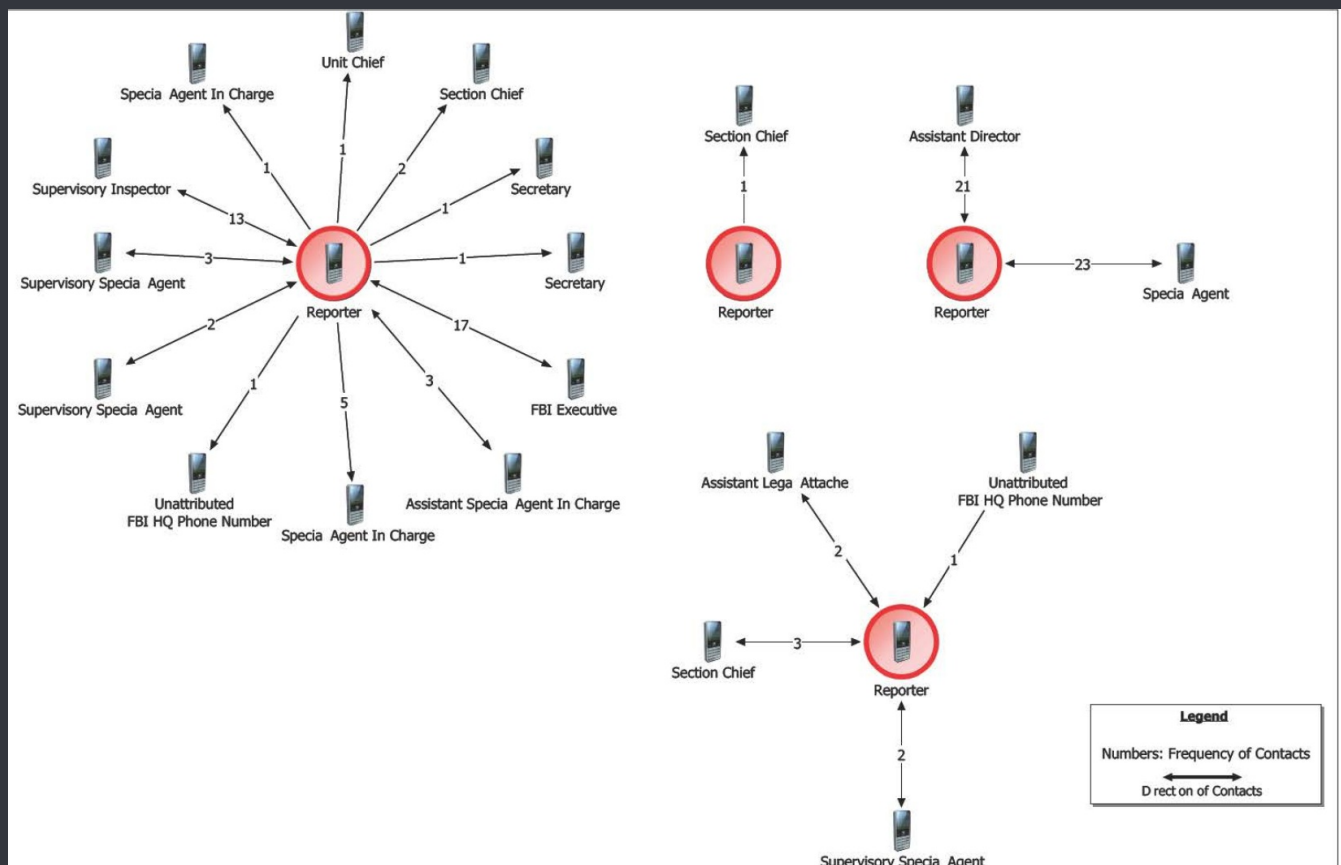 Unit Chief
Specia Agent In Charge
Section Chief
1
1
2
Supervisory Inspector
Secretary
13
1
Supervisory Specia Agent
3
1
Secretary
Reporter
2
17
Supervisory Specia Agent
1
5
3
FBI Executive
Unattributed
FBI HQ Phone Number
Specia Agent In Charge
Assistant Specia Agent In Charge
Section Chief
1
Reporter
Assistant Director
21
23
Specia Agent
Reporter
Assistant Lega Attache
Unattributed
FBI HQ Phone Number
2
1
Section Chief
3
Reporter
2
Supervisory Specia Agent
Legend
Numbers: Frequency of Contacts
D rect on of Contacts